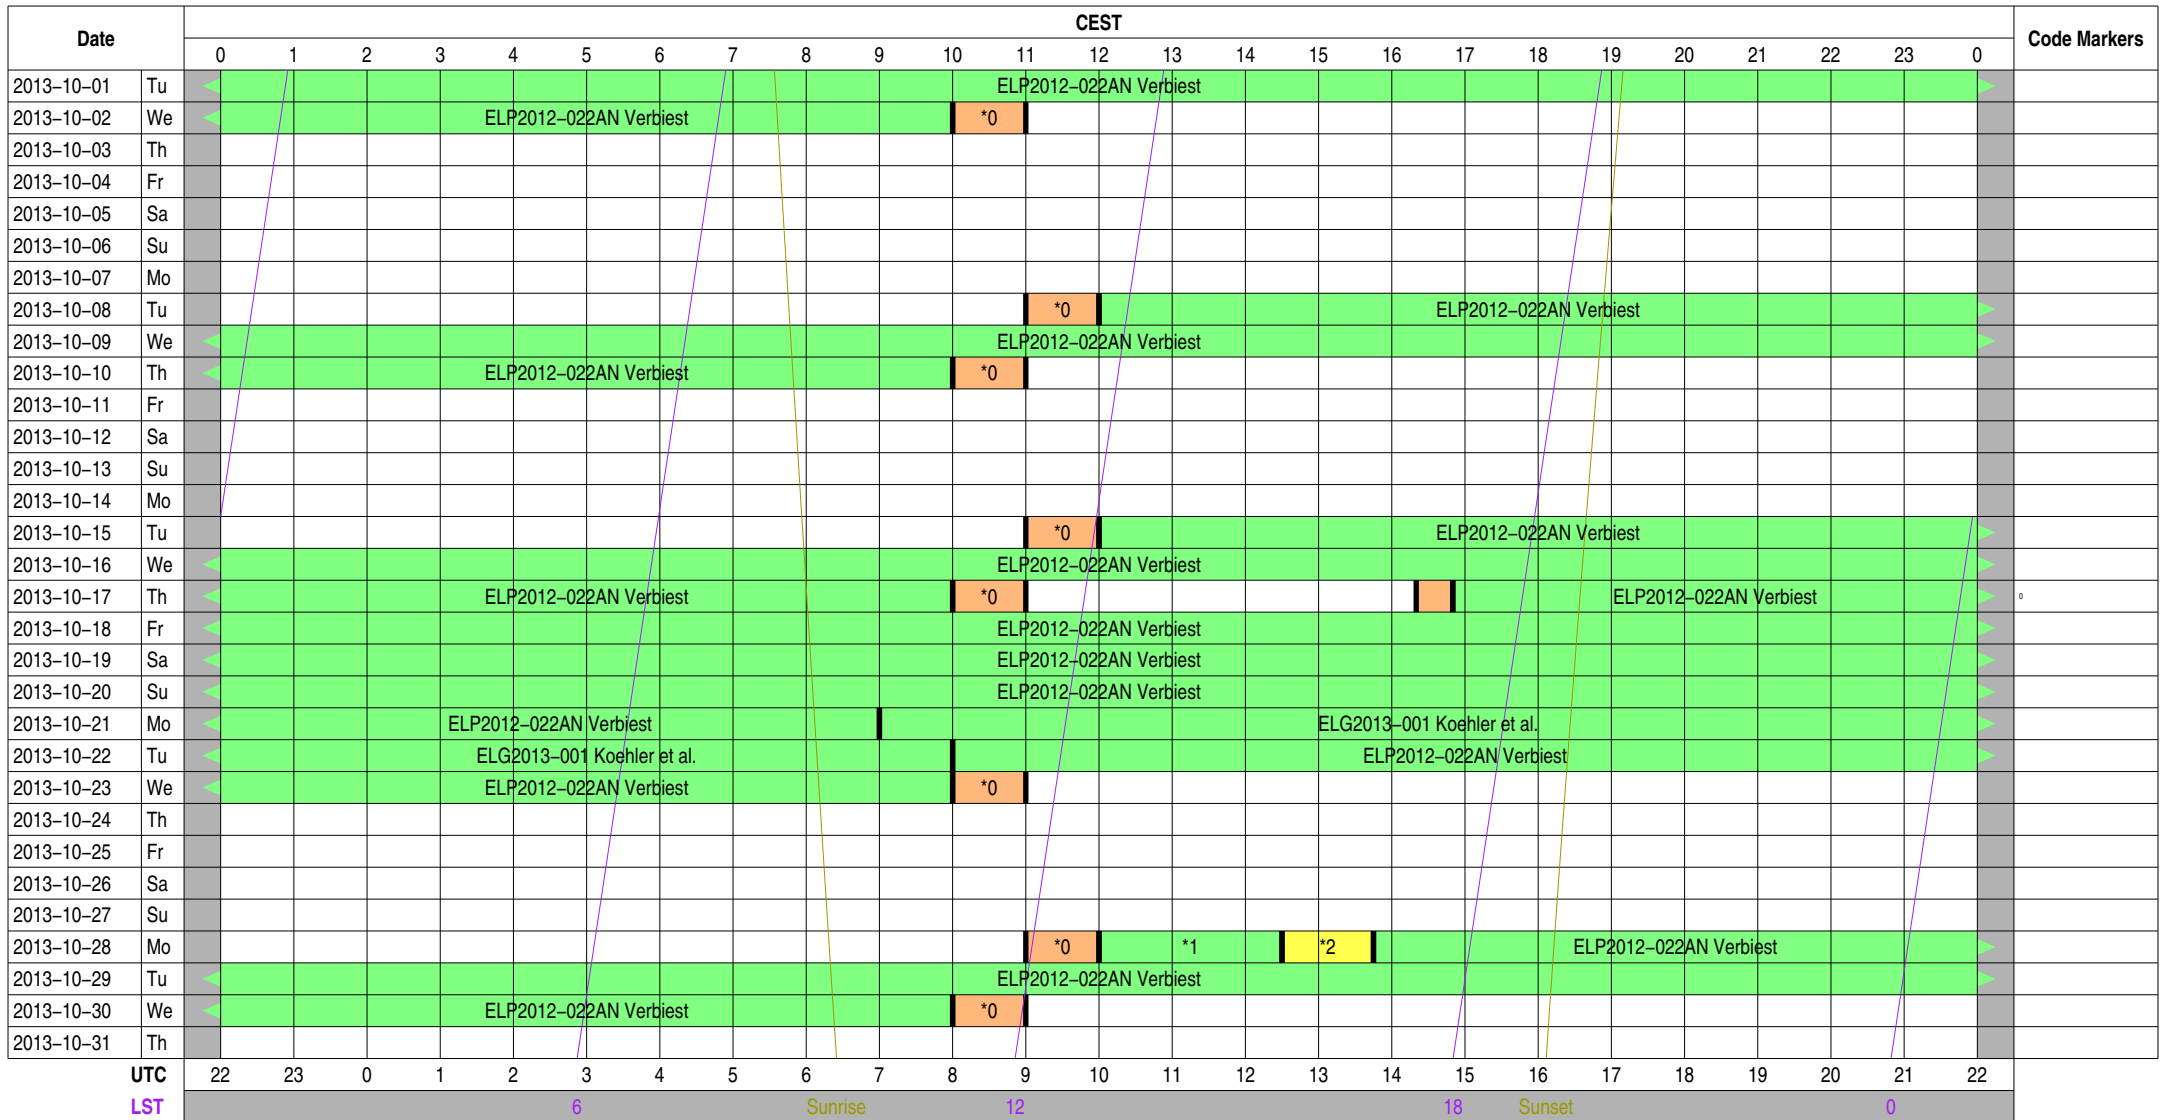 Date CEST Code Markers
0 1 2 3 4 5 6 7 8 9 10 11 12 13 14 15 16 17 18 19 20 21 22 23 0
2013–10–01 Tu ELP2012–022AN Verbiest
2013–10–02 We ELP2012–022AN Verbiest *0
2013–10–03 Th
2013–10–04 Fr
2013–10–05 Sa
2013–10–06 Su
2013–10–07 Mo
2013–10–08 Tu *0 ELP2012–022AN Verbiest
2013–10–09 We ELP2012–022AN Verbiest
2013–10–10 Th ELP2012–022AN Verbiest *0
2013–10–11 Fr
2013–10–12 Sa
2013–10–13 Su
2013–10–14 Mo
2013–10–15 Tu *0 ELP2012–022AN Verbiest
2013–10–16 We ELP2012–022AN Verbiest
2013–10–17 Th ELP2012–022AN Verbiest *0 ELP2012–022AN Verbiest 0
2013–10–18 Fr ELP2012–022AN Verbiest
2013–10–19 Sa ELP2012–022AN Verbiest
2013–10–20 Su ELP2012–022AN Verbiest
2013–10–21 Mo ELP2012–022AN Verbiest ELG2013–001 Koehler et al.
2013–10–22 Tu ELG2013–001 Koehler et al. ELP2012–022AN Verbiest
2013–10–23 We ELP2012–022AN Verbiest *0
2013–10–24 Th
2013–10–25 Fr
2013–10–26 Sa
2013–10–27 Su
2013–10–28 Mo *0 *1 *2 ELP2012–022AN Verbiest
2013–10–29 Tu ELP2012–022AN Verbiest
2013–10–30 We ELP2012–022AN Verbiest *0
2013–10–31 Th
UTC 22 23 0 1 2 3 4 5 6 7 8 9 10 11 12 13 14 15 16 17 18 19 20 21 22
LST 6 Sunrise 12 18 Sunset 0